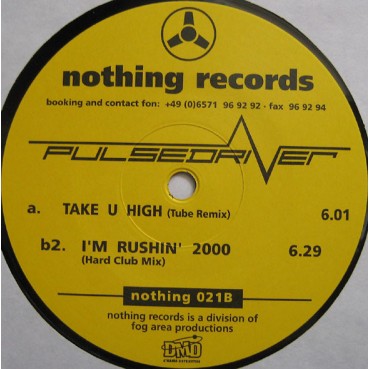 nothing records
booking and contact fon: +49 (0)6571 96 92 92 - fax 96 92 94
PULSEDRIVER
a. TAKE U HIGH (Tube Remix) 6.01
b2. I'M RUSHIN' 2000 6.29
(Hard Club Mix)
nothing 021B
nothing records is a division of
fog area productions
DMD